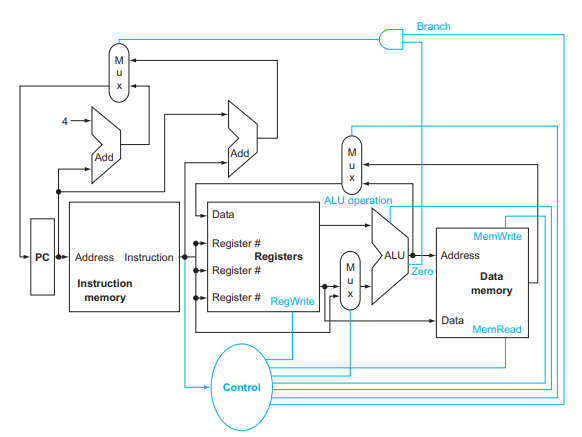 Branch
M
u
x
4
Add
Add
M
u
x
ALU operation
Data
Register #
Registers
Register #
Register #
RegWrite
PC
Address Instruction
Instruction
memory
M
u
x
ALU
Zero
MemWrite
Address
Data
memory
Data
MemRead
Control